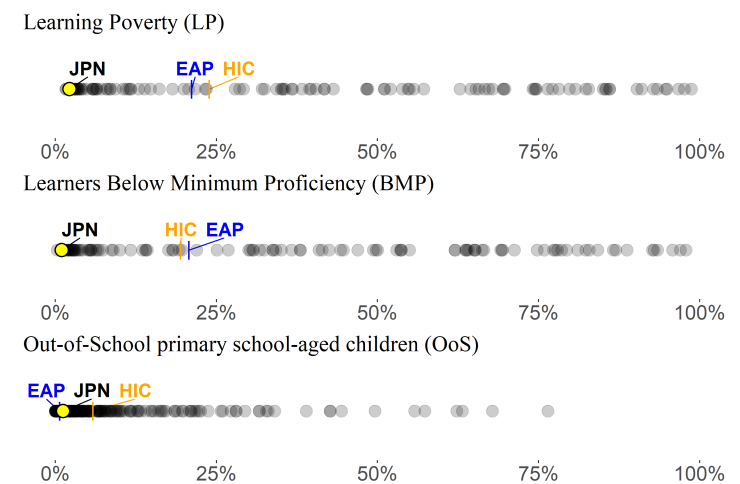 Learning Poverty (LP)
JPN EAP HIC
0% 25% 50% 75% 100%
Learners Below Minimum Proficiency (BMP)
JPN HIC EAP
0% 25% 50% 75% 100%
Out-of-School primary school-aged children (OoS)
EAP JPN HIC
0% 25% 50% 75% 100%